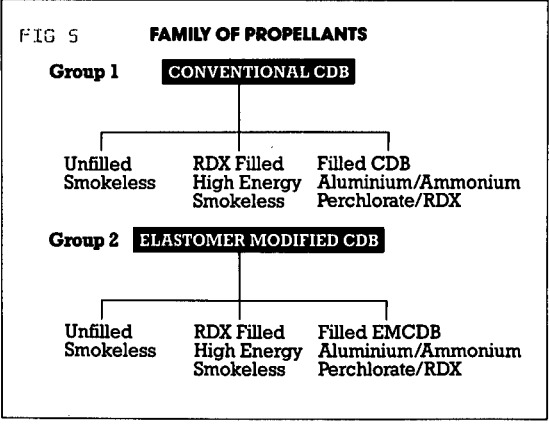 FIG 5
FAMILY OF PROPELLANTS
Group 1
CONVENTIONAL CDB
Unfilled
Smokeless
RDX Filled
High Energy
Smokeless
Filled CDB
Aluminium/Ammonium
Perchlorate/RDX
Group 2
ELASTOMER MODIFIED CDB
Unfilled
Smokeless
RDX Filled
High Energy
Smokeless
Filled EMCDB
Aluminium/Ammonium
Perchlorate/RDX